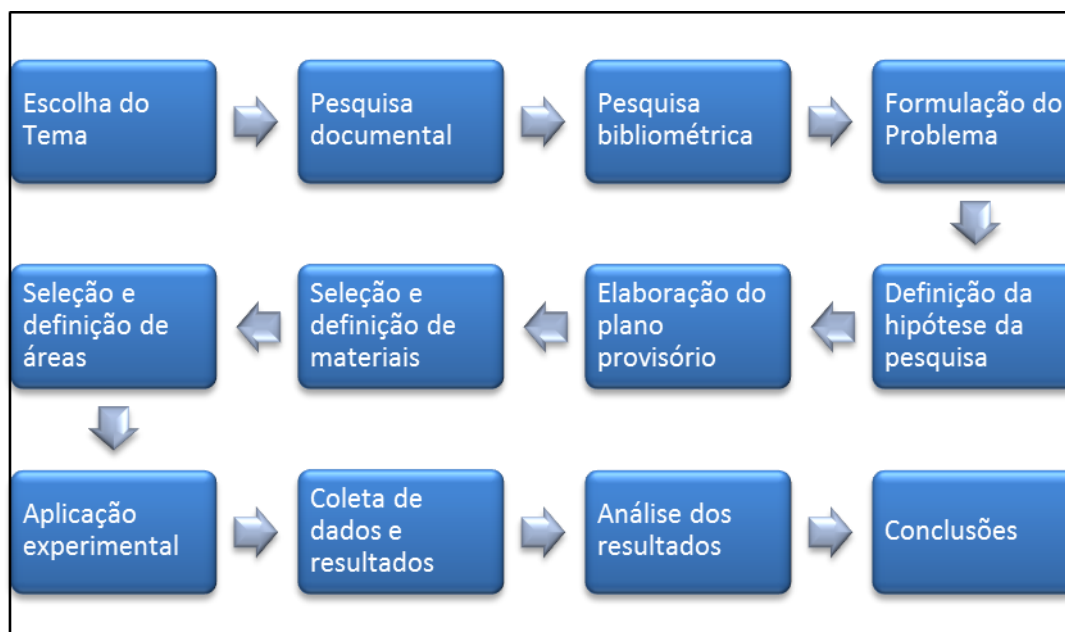 Escolha do
Tema
Pesquisa
documental
Pesquisa
bibliométrica
Formulação do
Problema
Definição da
hipótese da
pesquisa
Elaboração do
plano
provisório
Seleção e
definição de
materiais
Seleção e
definição de
áreas
Aplicação
experimental
Coleta de
dados e
resultados
Análise dos
resultados
Conclusões